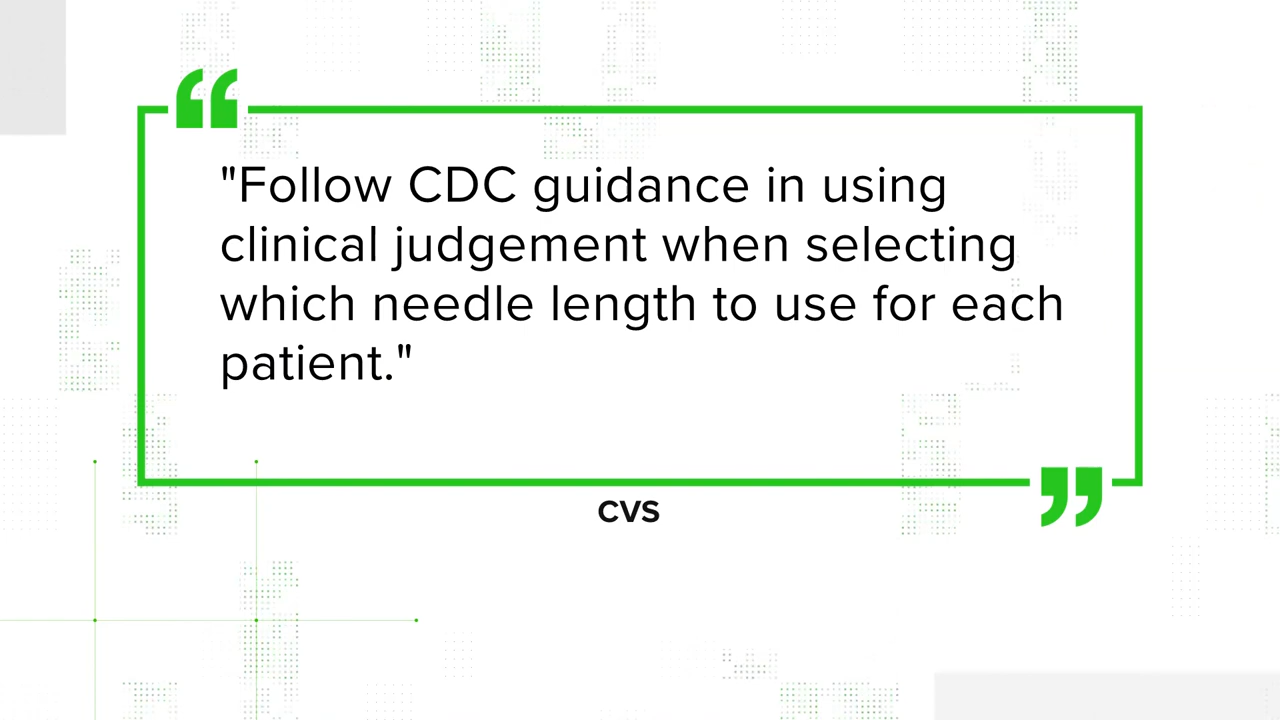 "Follow CDC guidance in using
clinical judgement when selecting
which needle length to use for each
patient."
CVS